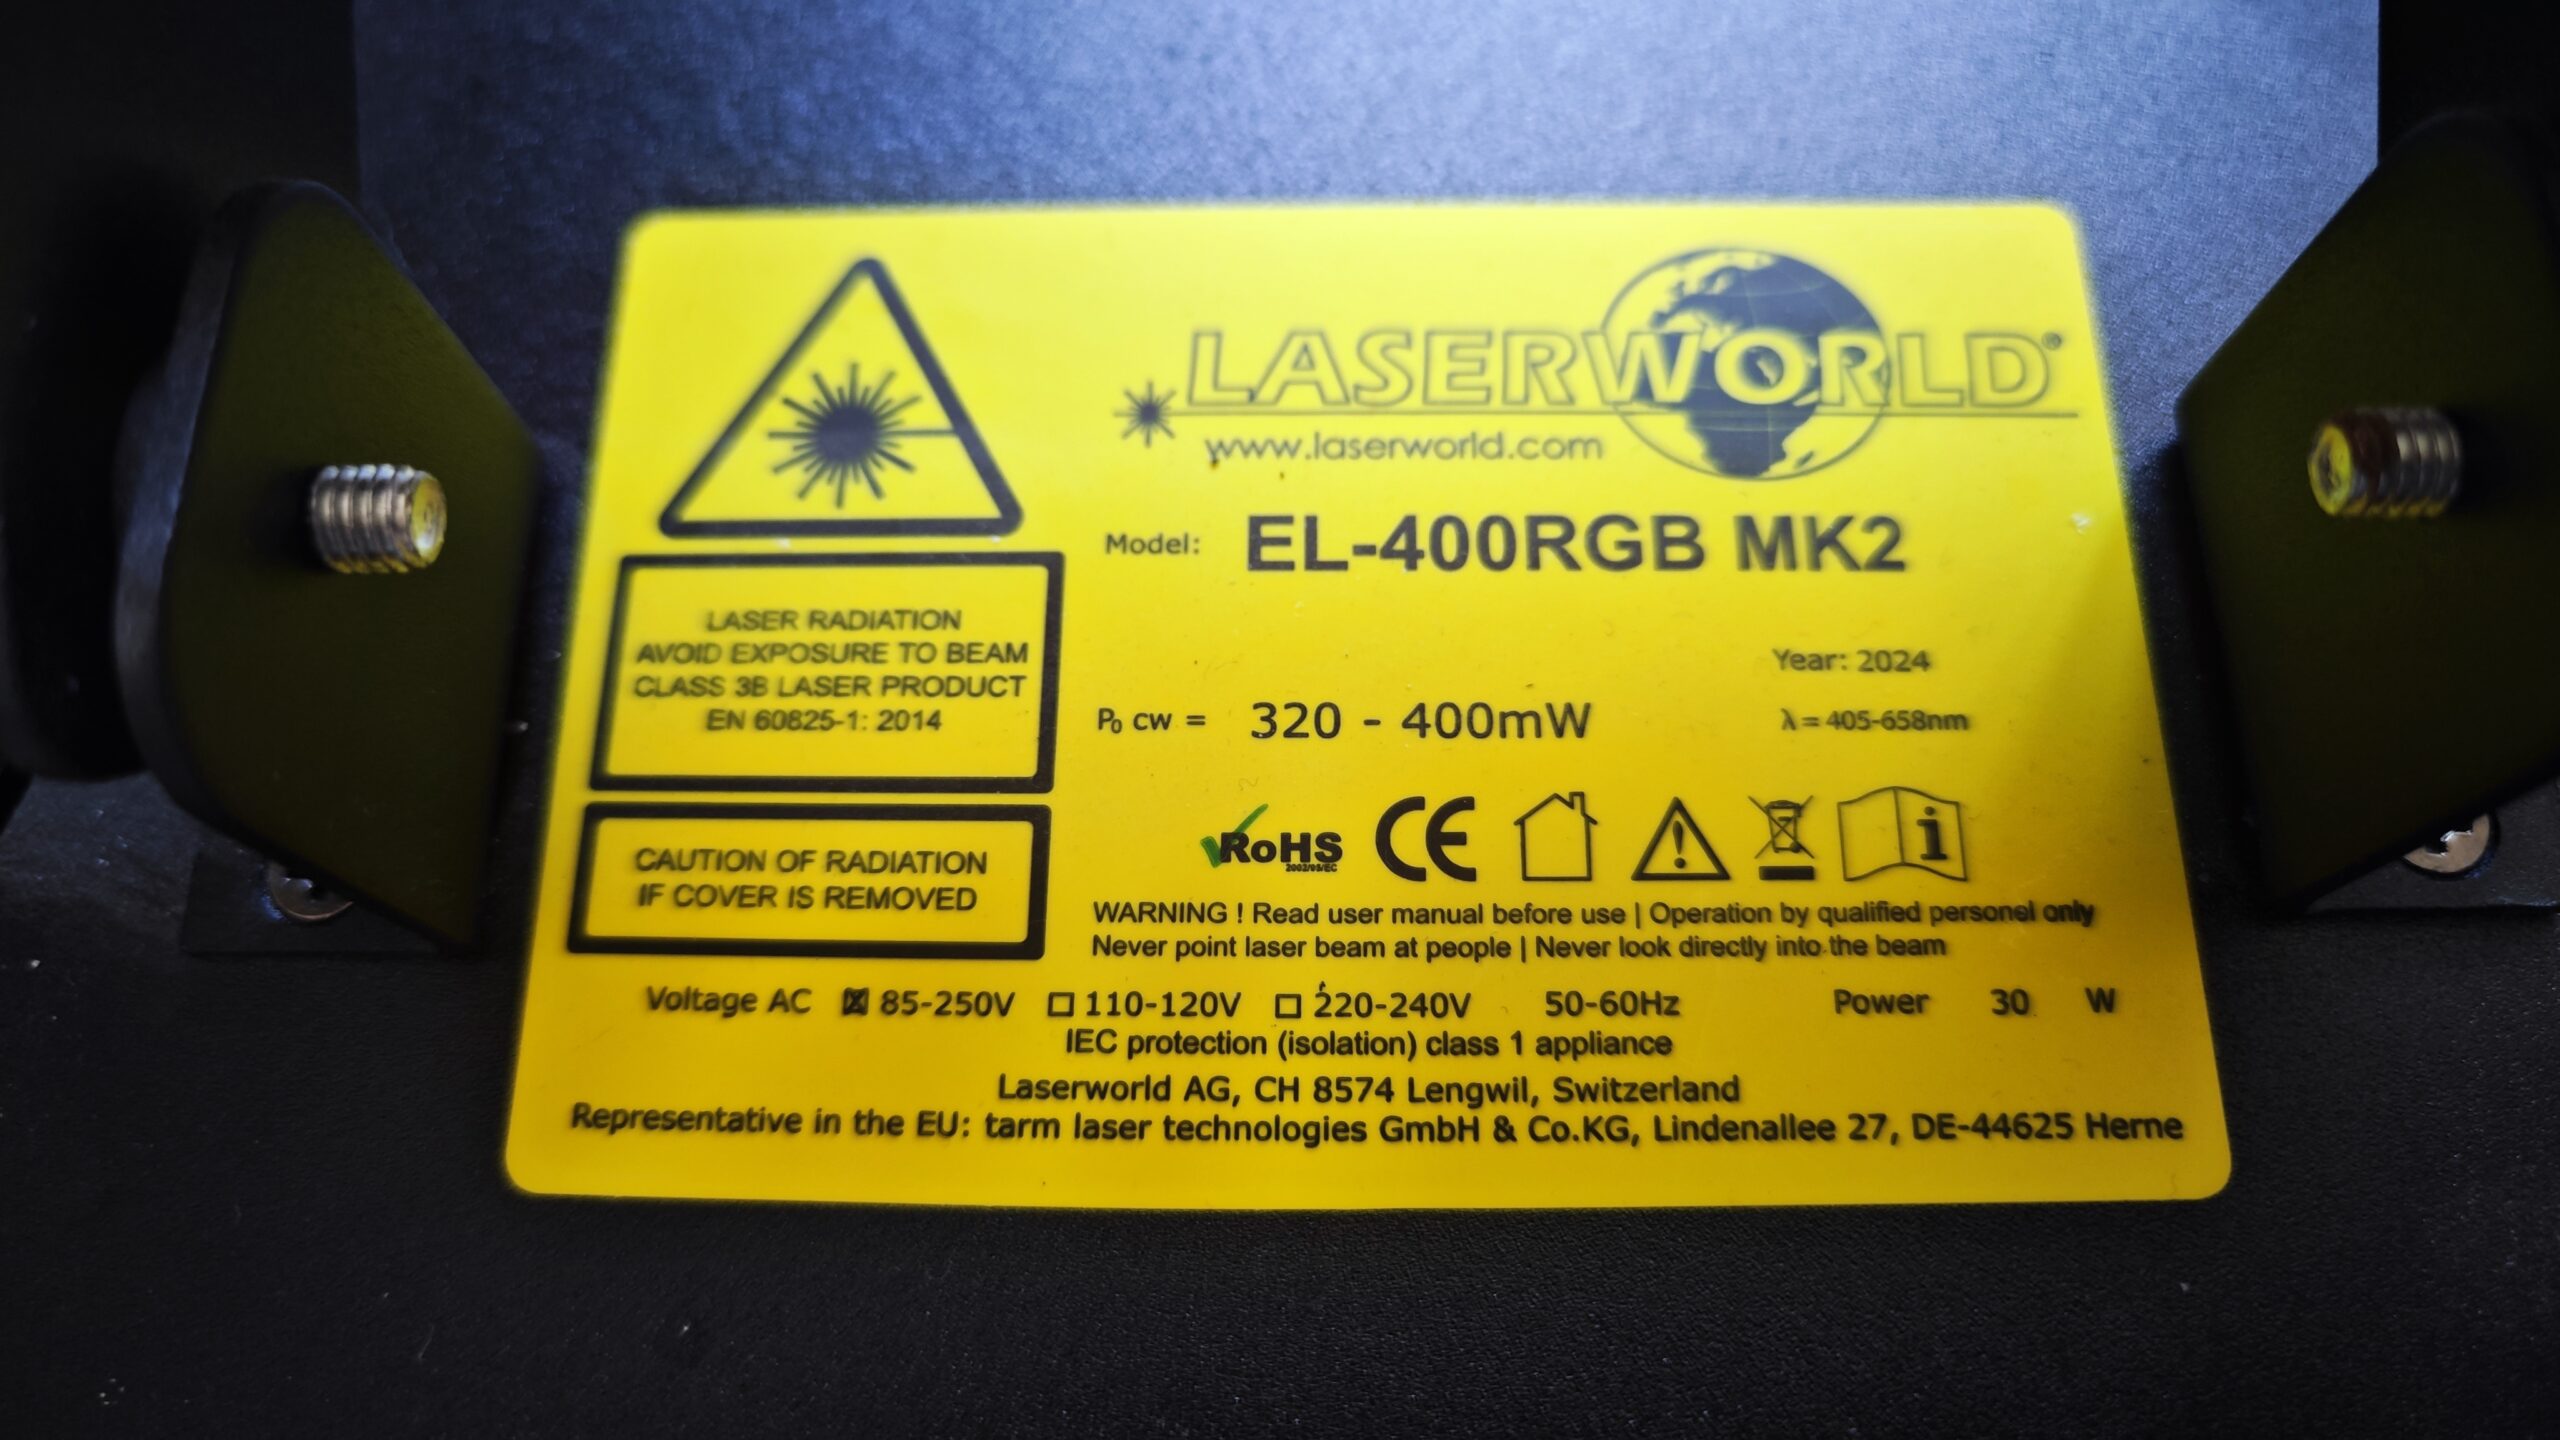 LASERWORLD®
www.laserworld.com
Model: EL-400RGB MK2
LASER RADIATION
AVOID EXPOSURE TO BEAM
CLASS 3B LASER PRODUCT
EN 60825-1: 2014
Year: 2024
P₀ cw = 320 - 400mW
λ = 405-658nm
CAUTION OF RADIATION
IF COVER IS REMOVED
RoHS
2002/95/EC
CE
i
WARNING ! Read user manual before use | Operation by qualified personel only
Never point laser beam at people | Never look directly into the beam
Voltage AC ☒ 85-250V ☐ 110-120V ☐ 220-240V 50-60Hz Power 30 W
IEC protection (isolation) class 1 appliance
Laserworld AG, CH 8574 Lengwil, Switzerland
Representative in the EU: tarm laser technologies GmbH & Co.KG, Lindenallee 27, DE-44625 Herne